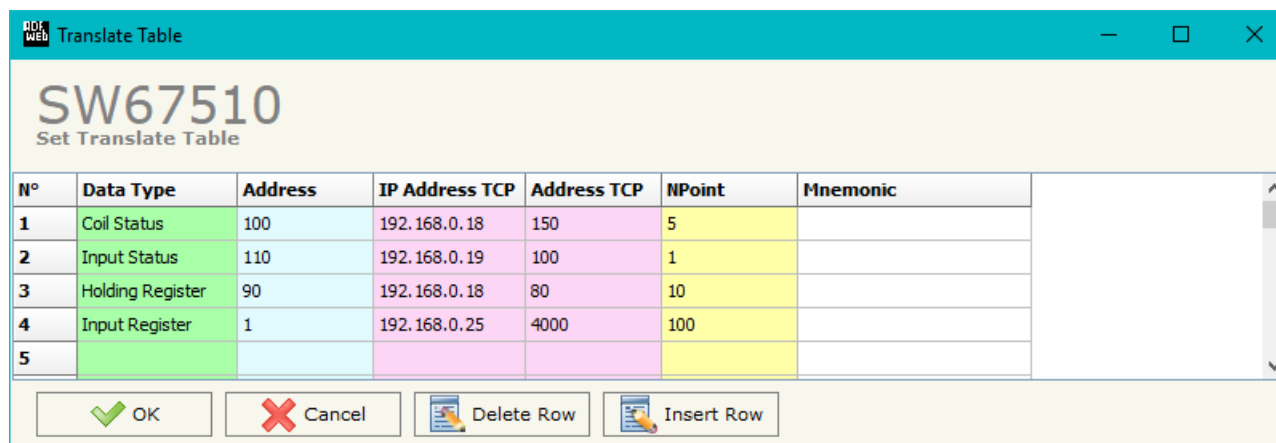 ADF WEB Translate Table
SW67510
Set Translate Table
N° Data Type Address IP Address TCP Address TCP NPoint Mnemonic
1 Coil Status 100 192.168.0.18 150 5
2 Input Status 110 192.168.0.19 100 1
3 Holding Register 90 192.168.0.18 80 10
4 Input Register 1 192.168.0.25 4000 100
5
OK Cancel Delete Row Insert Row